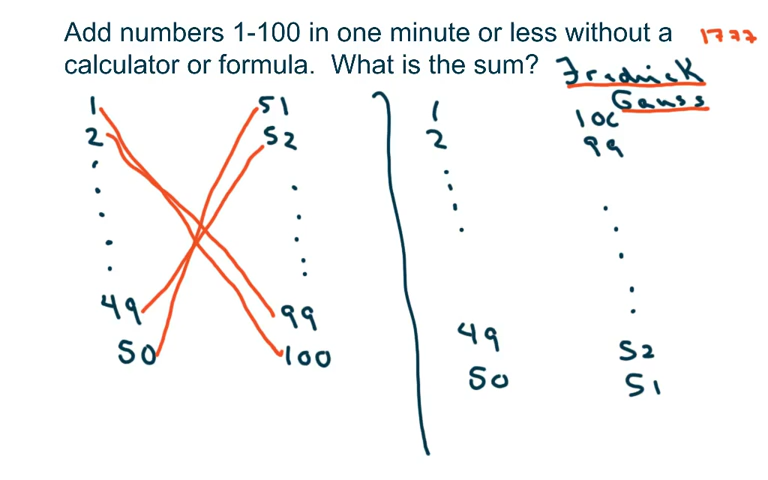 Add numbers 1-100 in one minute or less without a 1777
calculator or formula. What is the sum? Fredrick
Gauss
1 51 1 100
2 52 2 99
49 99 49 52
50 100 50 51